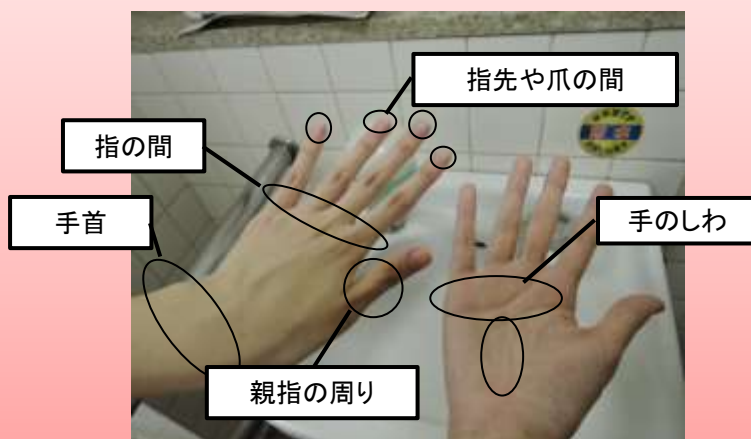 指先や爪の間
指の間
手首
手のしわ
親指の周り